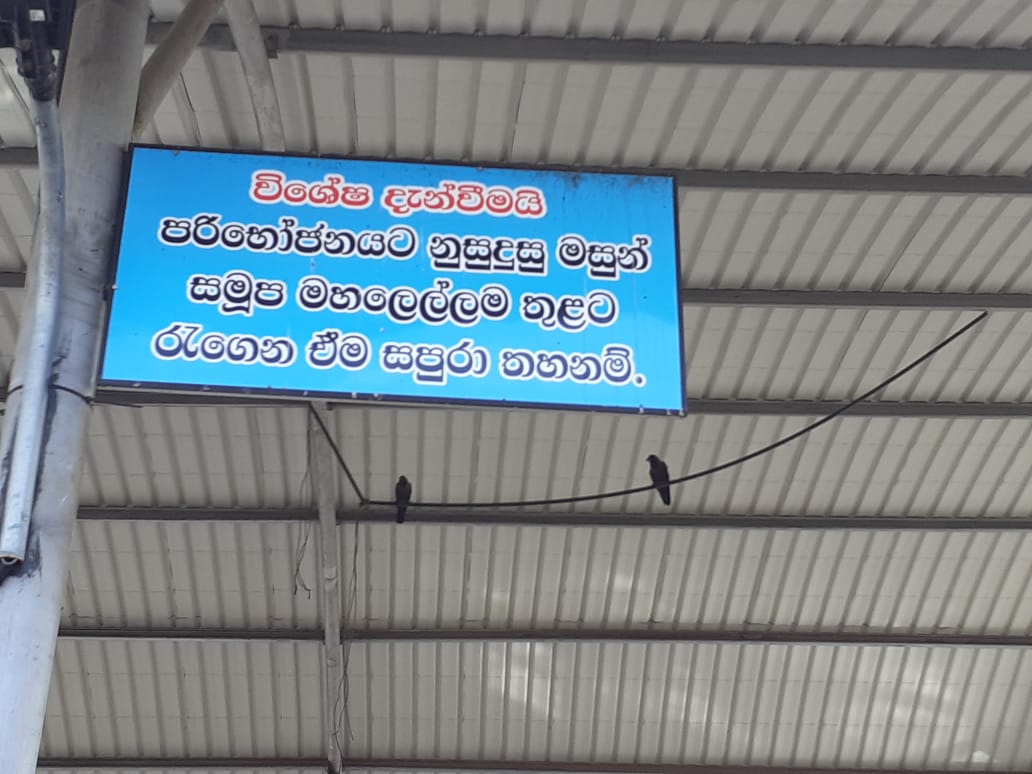 විශේෂ දැන්වීමයි
පරිභෝජනයට නුසුදුසු මසුන්
සමූප මහලෙල්ලම තුළට
රැගෙන ඒම සපුරා තහනම්.